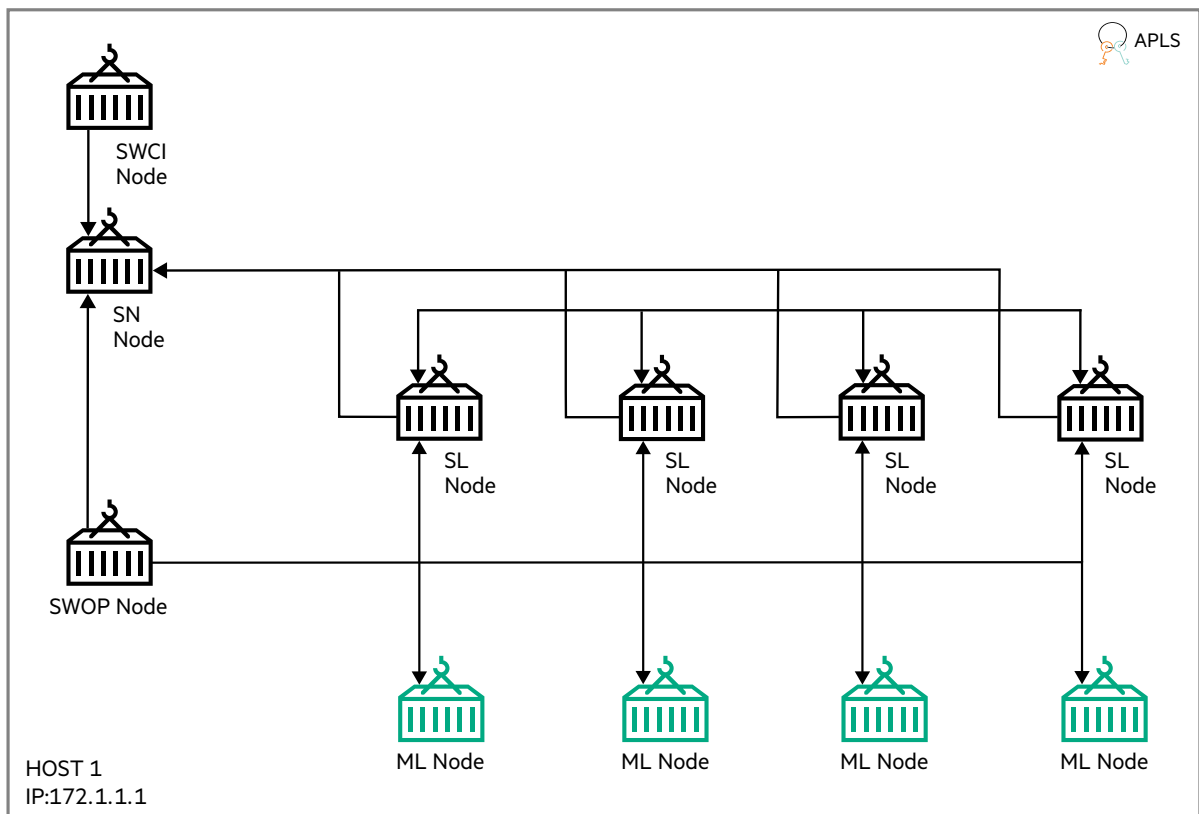 APLS
SWCI
Node
SN
Node
SL
Node
SL
Node
SL
Node
SL
Node
SWOP Node
ML Node
ML Node
ML Node
ML Node
HOST 1
IP:172.1.1.1